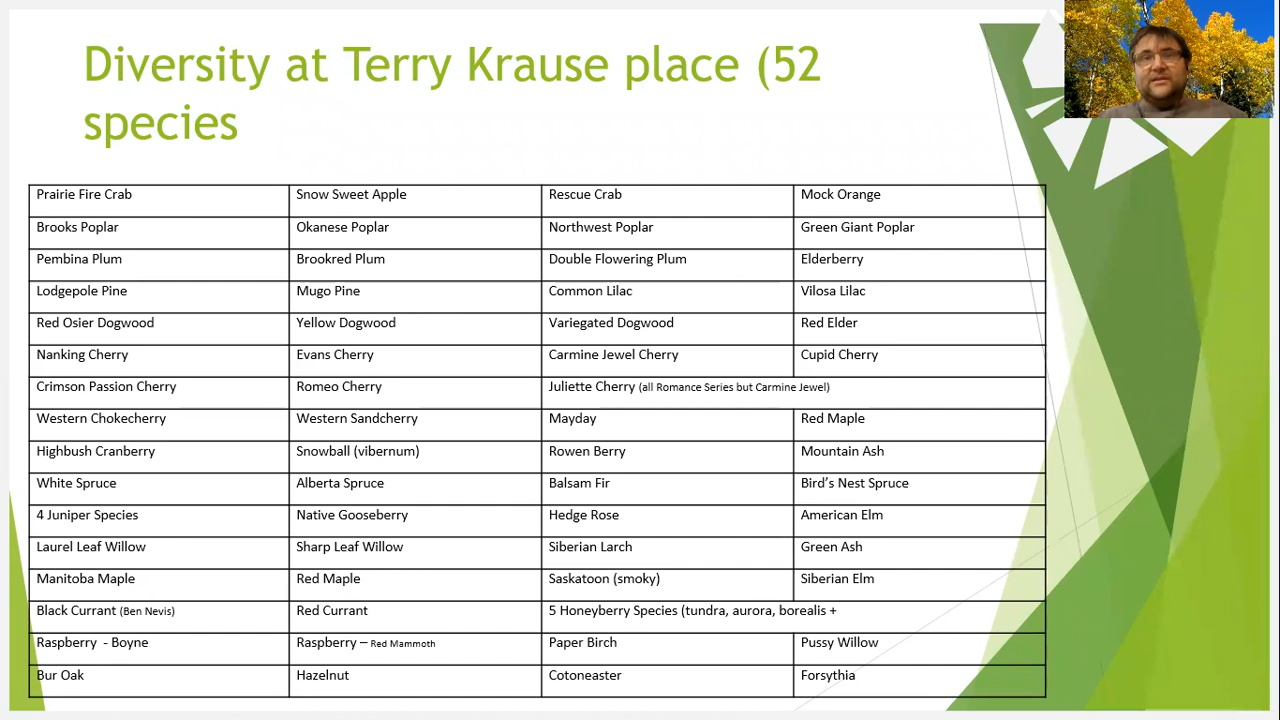 Diversity at Terry Krause place (52
species
Prairie Fire Crab Snow Sweet Apple Rescue Crab Mock Orange
Brooks Poplar Okanese Poplar Northwest Poplar Green Giant Poplar
Pembina Plum Brookred Plum Double Flowering Plum Elderberry
Lodgepole Pine Mugo Pine Common Lilac Vilosa Lilac
Red Osier Dogwood Yellow Dogwood Variegated Dogwood Red Elder
Nanking Cherry Evans Cherry Carmine Jewel Cherry Cupid Cherry
Crimson Passion Cherry Romeo Cherry Juliette Cherry (all Romance Series but Carmine Jewel)
Western Chokecherry Western Sandcherry Mayday Red Maple
Highbush Cranberry Snowball (vibernum) Rowen Berry Mountain Ash
White Spruce Alberta Spruce Balsam Fir Bird’s Nest Spruce
4 Juniper Species Native Gooseberry Hedge Rose American Elm
Laurel Leaf Willow Sharp Leaf Willow Siberian Larch Green Ash
Manitoba Maple Red Maple Saskatoon (smoky) Siberian Elm
Black Currant (Ben Nevis) Red Currant 5 Honeyberry Species (tundra, aurora, borealis +
Raspberry - Boyne Raspberry – Red Mammoth Paper Birch Pussy Willow
Bur Oak Hazelnut Cotoneaster Forsythia